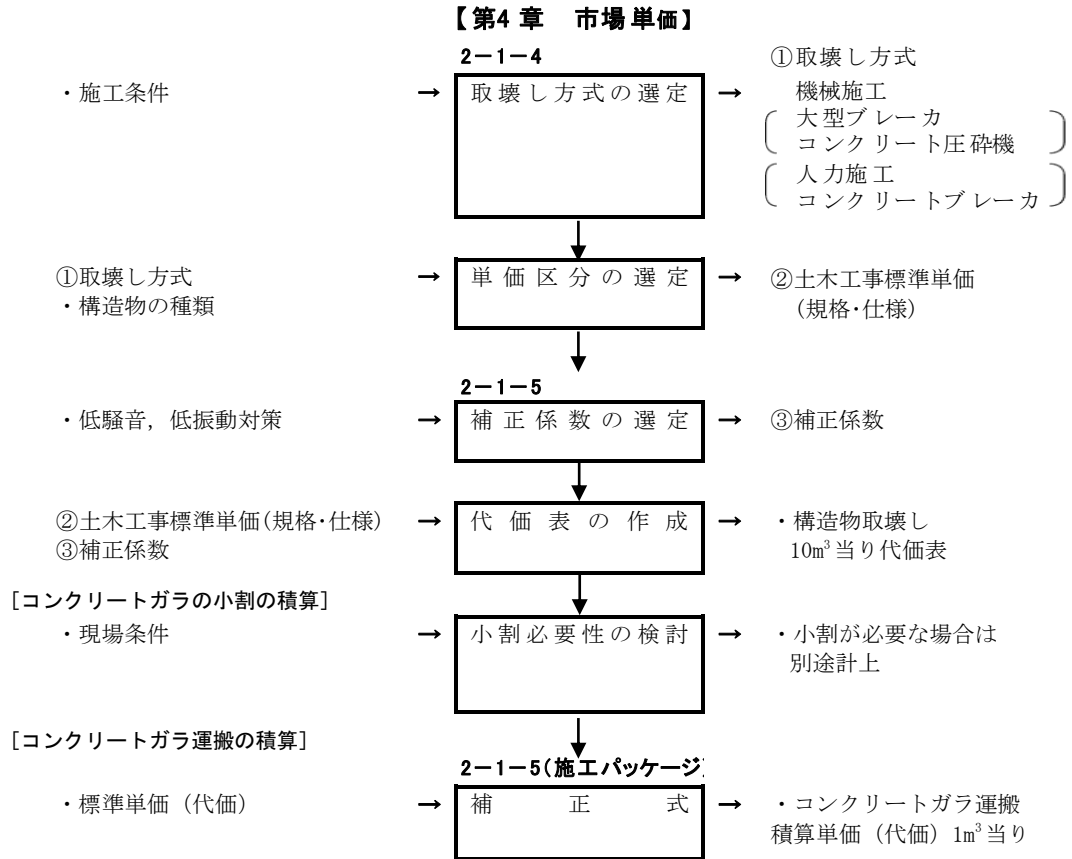 【第4章 市場単価】
2－1－4
・施工条件 → 取壊し方式の選定 → ①取壊し方式
機械施工
大型ブレーカ
コンクリート圧砕機
人力施工
コンクリートブレーカ
①取壊し方式 → 単価区分の選定 → ②土木工事標準単価
・構造物の種類 (規格・仕様)
2－1－5
・低騒音，低振動対策 → 補正係数の選定 → ③補正係数
②土木工事標準単価(規格・仕様) → 代価表の作成 → ・構造物取壊し
③補正係数 10m³当り代価表
[コンクリートガラの小割の積算]
・現場条件 → 小割必要性の検討 → ・小割が必要な場合は
別途計上
[コンクリートガラ運搬の積算]
2－1－5(施工パッケージ)
・標準単価（代価） → 補正式 → ・コンクリートガラ運搬
積算単価（代価）1m³当り